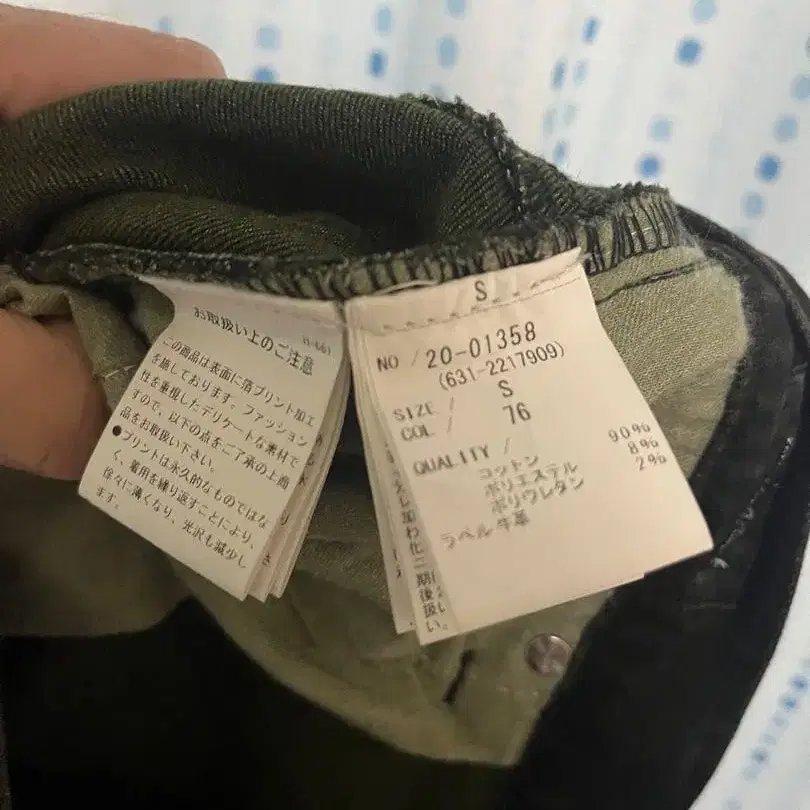 お取扱い上のご注意
この商品は表面に箔プリント加工
を施しております。ファッション
性を重視したデリケートな素材で
すので、以下の点をご了承の上商
品をお取扱い下さい。
●プリントは永久的なものではな
く、着用を繰り返すことにより、
徐々に薄くなり、光沢も減少し
ます。
S
NO / 20-01358
(631-2217909)
SIZE / S
COL / 76
QUALITY /
コットン 90%
ポリエステル 8%
ポリウレタン 2%
ラベル 牛革